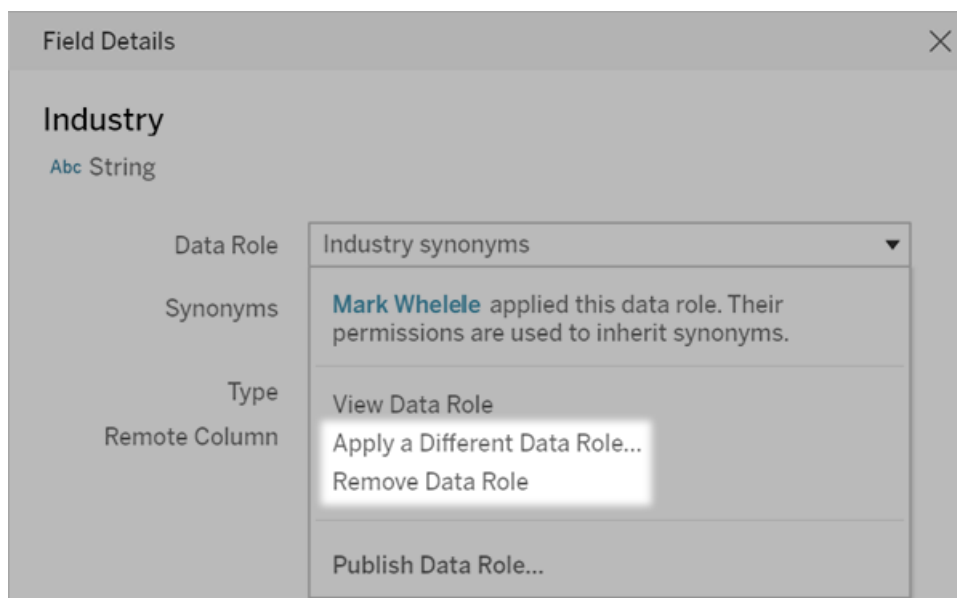 Field Details
Industry
Abc String
Data Role
Industry synonyms
Synonyms
Mark Whelele applied this data role. Their
permissions are used to inherit synonyms.
Type
View Data Role
Remote Column
Apply a Different Data Role...
Remove Data Role
Publish Data Role...